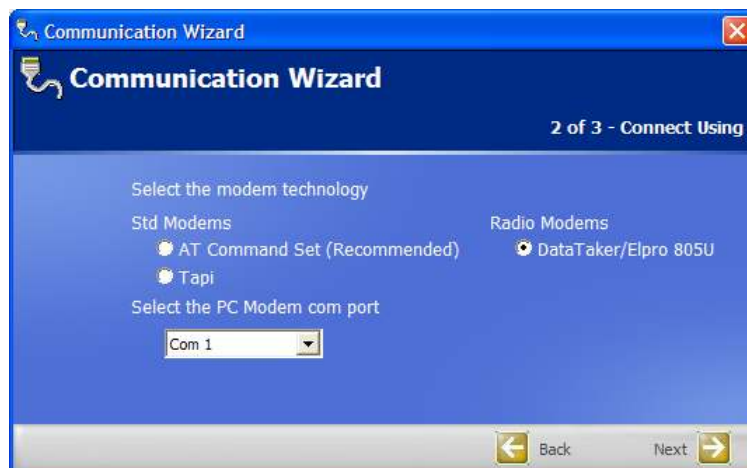 Communication Wizard
Communication Wizard
2 of 3 - Connect Using
Select the modem technology
Std Modems Radio Modems
AT Command Set (Recommended) DataTaker/Elpro 805U
Tapi
Select the PC Modem com port
Com 1
Back Next